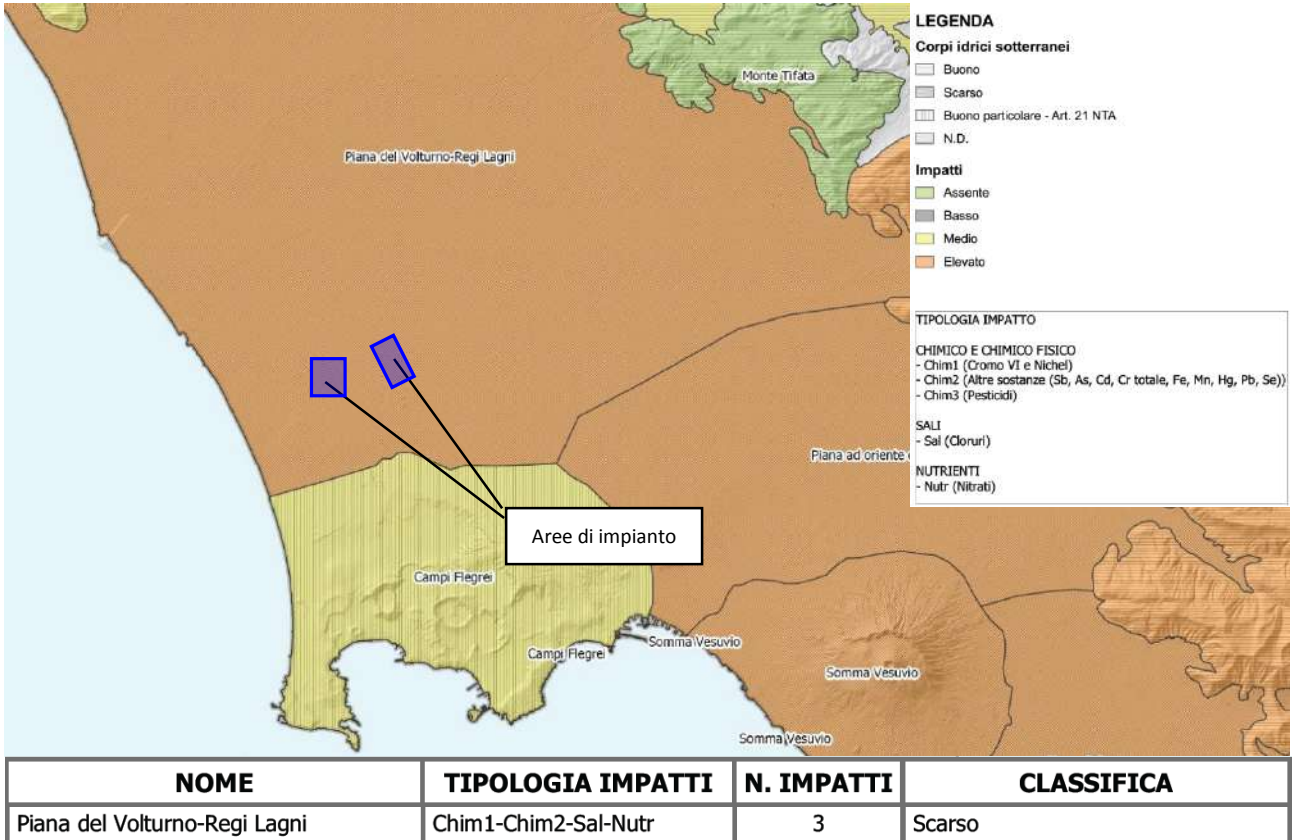 Monte Tifata
Piana del Volturno-Regi Lagni
Piana ad oriente
Aree di impianto
Campi Flegrei
Campi Flegrei
Somma Vesuvio
Somma Vesuvio
Somma Vesuvio
LEGENDA
Corpi idrici sotterranei
Buono
Scarso
Buono particolare - Art. 21 NTA
N.D.
Impatti
Assente
Basso
Medio
Elevato
TIPOLOGIA IMPATTO
CHIMICO E CHIMICO FISICO
- Chim1 (Cromo VI e Nichel)
- Chim2 (Altre sostanze (Sb, As, Cd, Cr totale, Fe, Mn, Hg, Pb, Se))
- Chim3 (Pesticidi)
SALI
- Sal (Cloruri)
NUTRIENTI
- Nutr (Nitrati)
NOME TIPOLOGIA IMPATTI N. IMPATTI CLASSIFICA
Piana del Volturno-Regi Lagni Chim1-Chim2-Sal-Nutr 3 Scarso